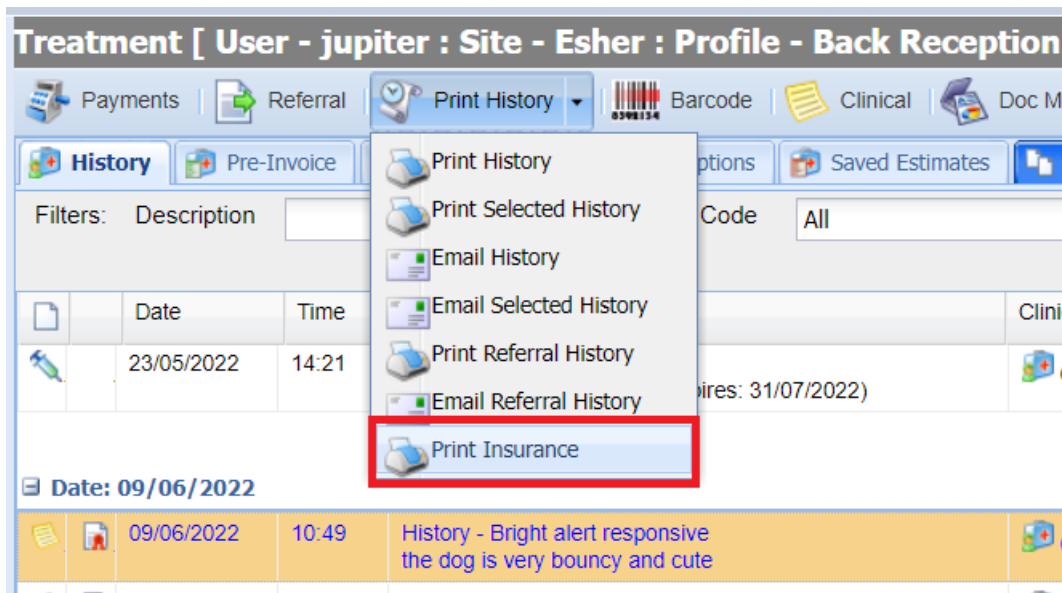 Treatment [ User - jupiter : Site - Esher : Profile - Back Reception
Payments Referral Print History Barcode Clinical Doc M
History Pre-Invoice ptions Saved Estimates
Filters: Description Code All
Print History
Print Selected History
Email History
Email Selected History
Print Referral History
Email Referral History
Print Insurance
Date Time Clini
23/05/2022 14:21 ires: 31/07/2022)
Date: 09/06/2022
09/06/2022 10:49 History - Bright alert responsive
the dog is very bouncy and cute